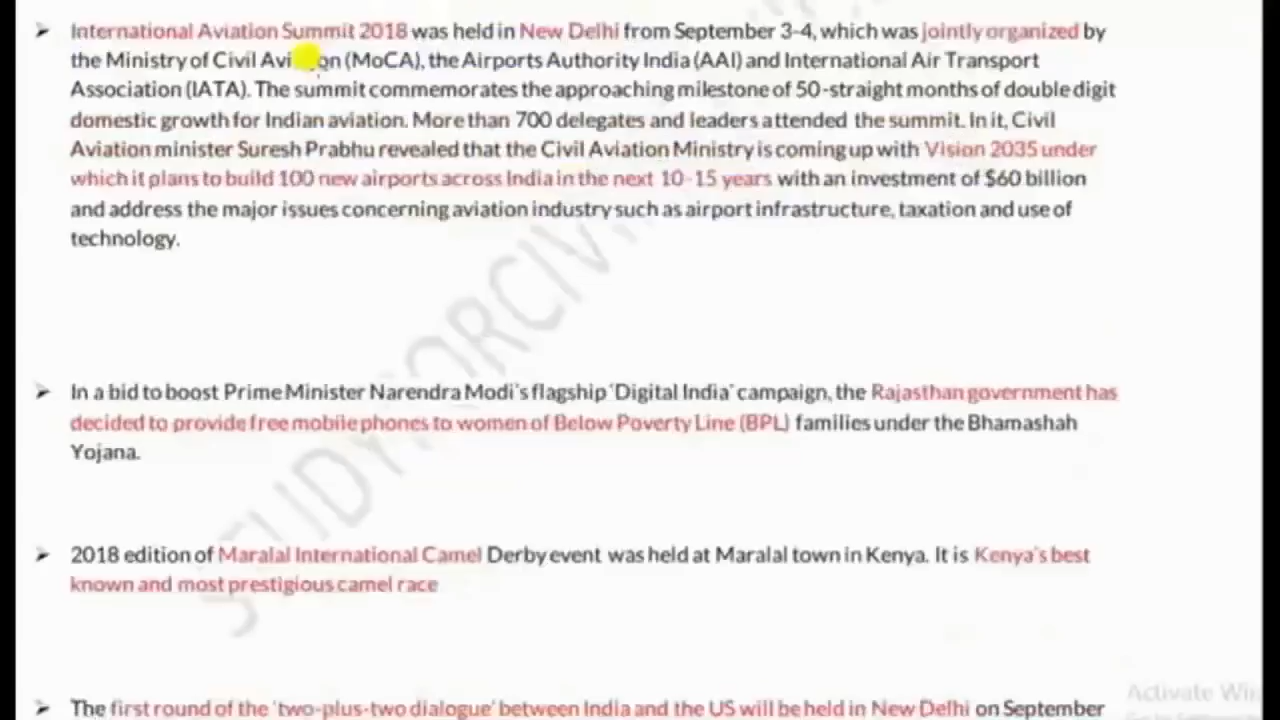 ➤ International Aviation Summit 2018 was held in New Delhi from September 3-4, which was jointly organized by
the Ministry of Civil Avi on (MoCA), the Airports Authority India (AAI) and International Air Transport
Association (IATA). The summit commemorates the approaching milestone of 50-straight months of double digit
domestic growth for Indian aviation. More than 700 delegates and leaders attended the summit. In it, Civil
Aviation minister Suresh Prabhu revealed that the Civil Aviation Ministry is coming up with Vision 2035 under
which it plans to build 100 new airports across India in the next 10-15 years with an investment of $60 billion
and address the major issues concerning aviation industry such as airport infrastructure, taxation and use of
technology.
➤ In a bid to boost Prime Minister Narendra Modi's flagship 'Digital India' campaign, the Rajasthan government has
decided to provide free mobile phones to women of Below Poverty Line (BPL) families under the Bhamashah
Yojana.
➤ 2018 edition of Maralal International Camel Derby event was held at Maralal town in Kenya. It is Kenya's best
known and most prestigious camel race
➤ The first round of the 'two-plus-two dialogue' between India and the US will be held in New Delhi on September
STUDYFORCIVI
Activate Wi